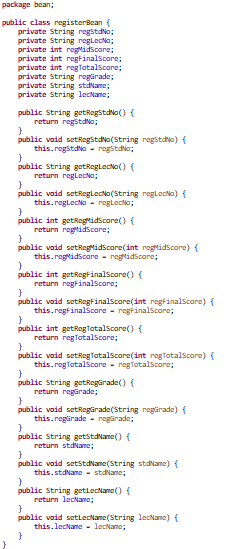 package bean;

public class registerBean {
    private String regStdNo;
    private String regLecNo;
    private int regMidScore;
    private int regFinalScore;
    private int regTotalScore;
    private String regGrade;
    private String stdName;
    private String lecName;

    public String getRegStdNo() {
        return regStdNo;
    }
    public void setRegStdNo(String regStdNo) {
        this.regStdNo = regStdNo;
    }
    public String getRegLecNo() {
        return regLecNo;
    }
    public void setRegLecNo(String regLecNo) {
        this.regLecNo = regLecNo;
    }
    public int getRegMidScore() {
        return regMidScore;
    }
    public void setRegMidScore(int regMidScore) {
        this.regMidScore = regMidScore;
    }
    public int getRegFinalScore() {
        return regFinalScore;
    }
    public void setRegFinalScore(int regFinalScore) {
        this.regFinalScore = regFinalScore;
    }
    public int getRegTotalScore() {
        return regTotalScore;
    }
    public void setRegTotalScore(int regTotalScore) {
        this.regTotalScore = regTotalScore;
    }
    public String getRegGrade() {
        return regGrade;
    }
    public void setRegGrade(String regGrade) {
        this.regGrade = regGrade;
    }
    public String getStdName() {
        return stdName;
    }
    public void setStdName(String stdName) {
        this.stdName = stdName;
    }
    public String getLecName() {
        return lecName;
    }
    public void setLecName(String lecName) {
        this.lecName = lecName;
    }
}